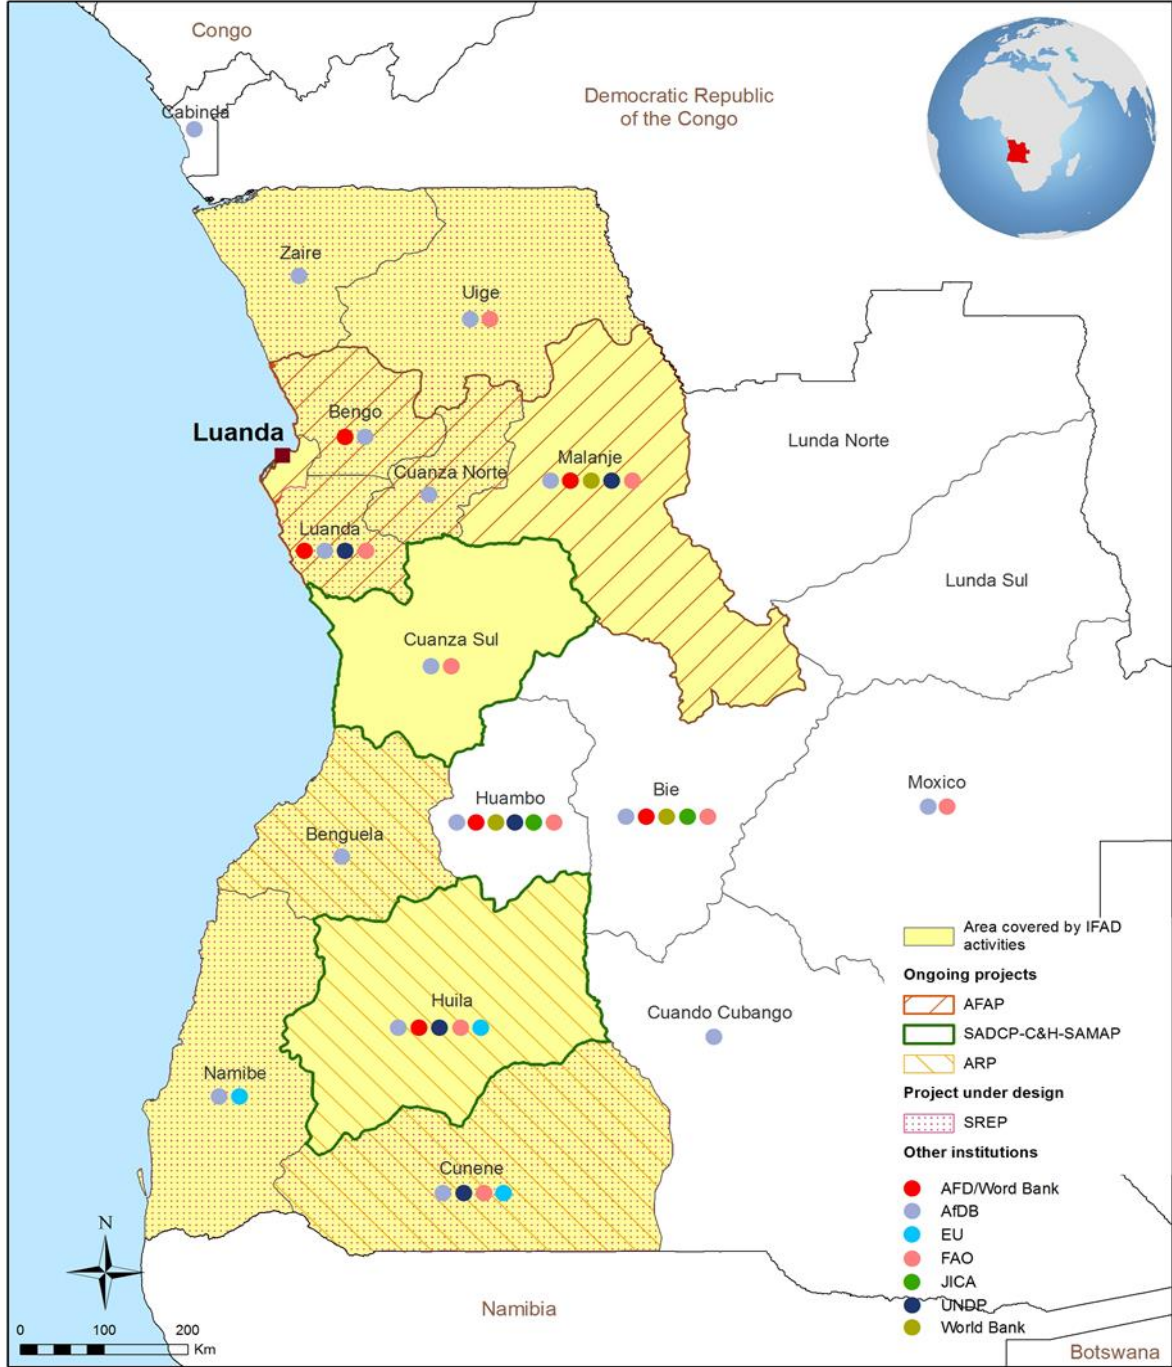 Congo
Democratic Republic
of the Congo
Cabinda
Zaire
Uige
Bengo
Luanda
Cuanza Norte
Malanje
Lunda Norte
Luanda
Lunda Sul
Cuanza Sul
Huambo
Bie
Moxico
Benguela
Huila
Cuando Cubango
Namibe
Cunene
Area covered by IFAD
activities
Ongoing projects
AFAP
SADCP-C&H-SAMAP
ARP
Project under design
SREP
Other institutions
AFD/Word Bank
AfDB
EU
FAO
JICA
UNDP
World Bank
N
Namibia
Botswana
0 100 200
Km